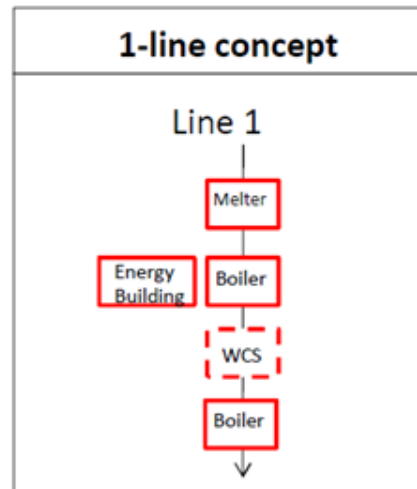 1-line concept
Line 1
Melter
Energy
Building
Boiler
WCS
Boiler